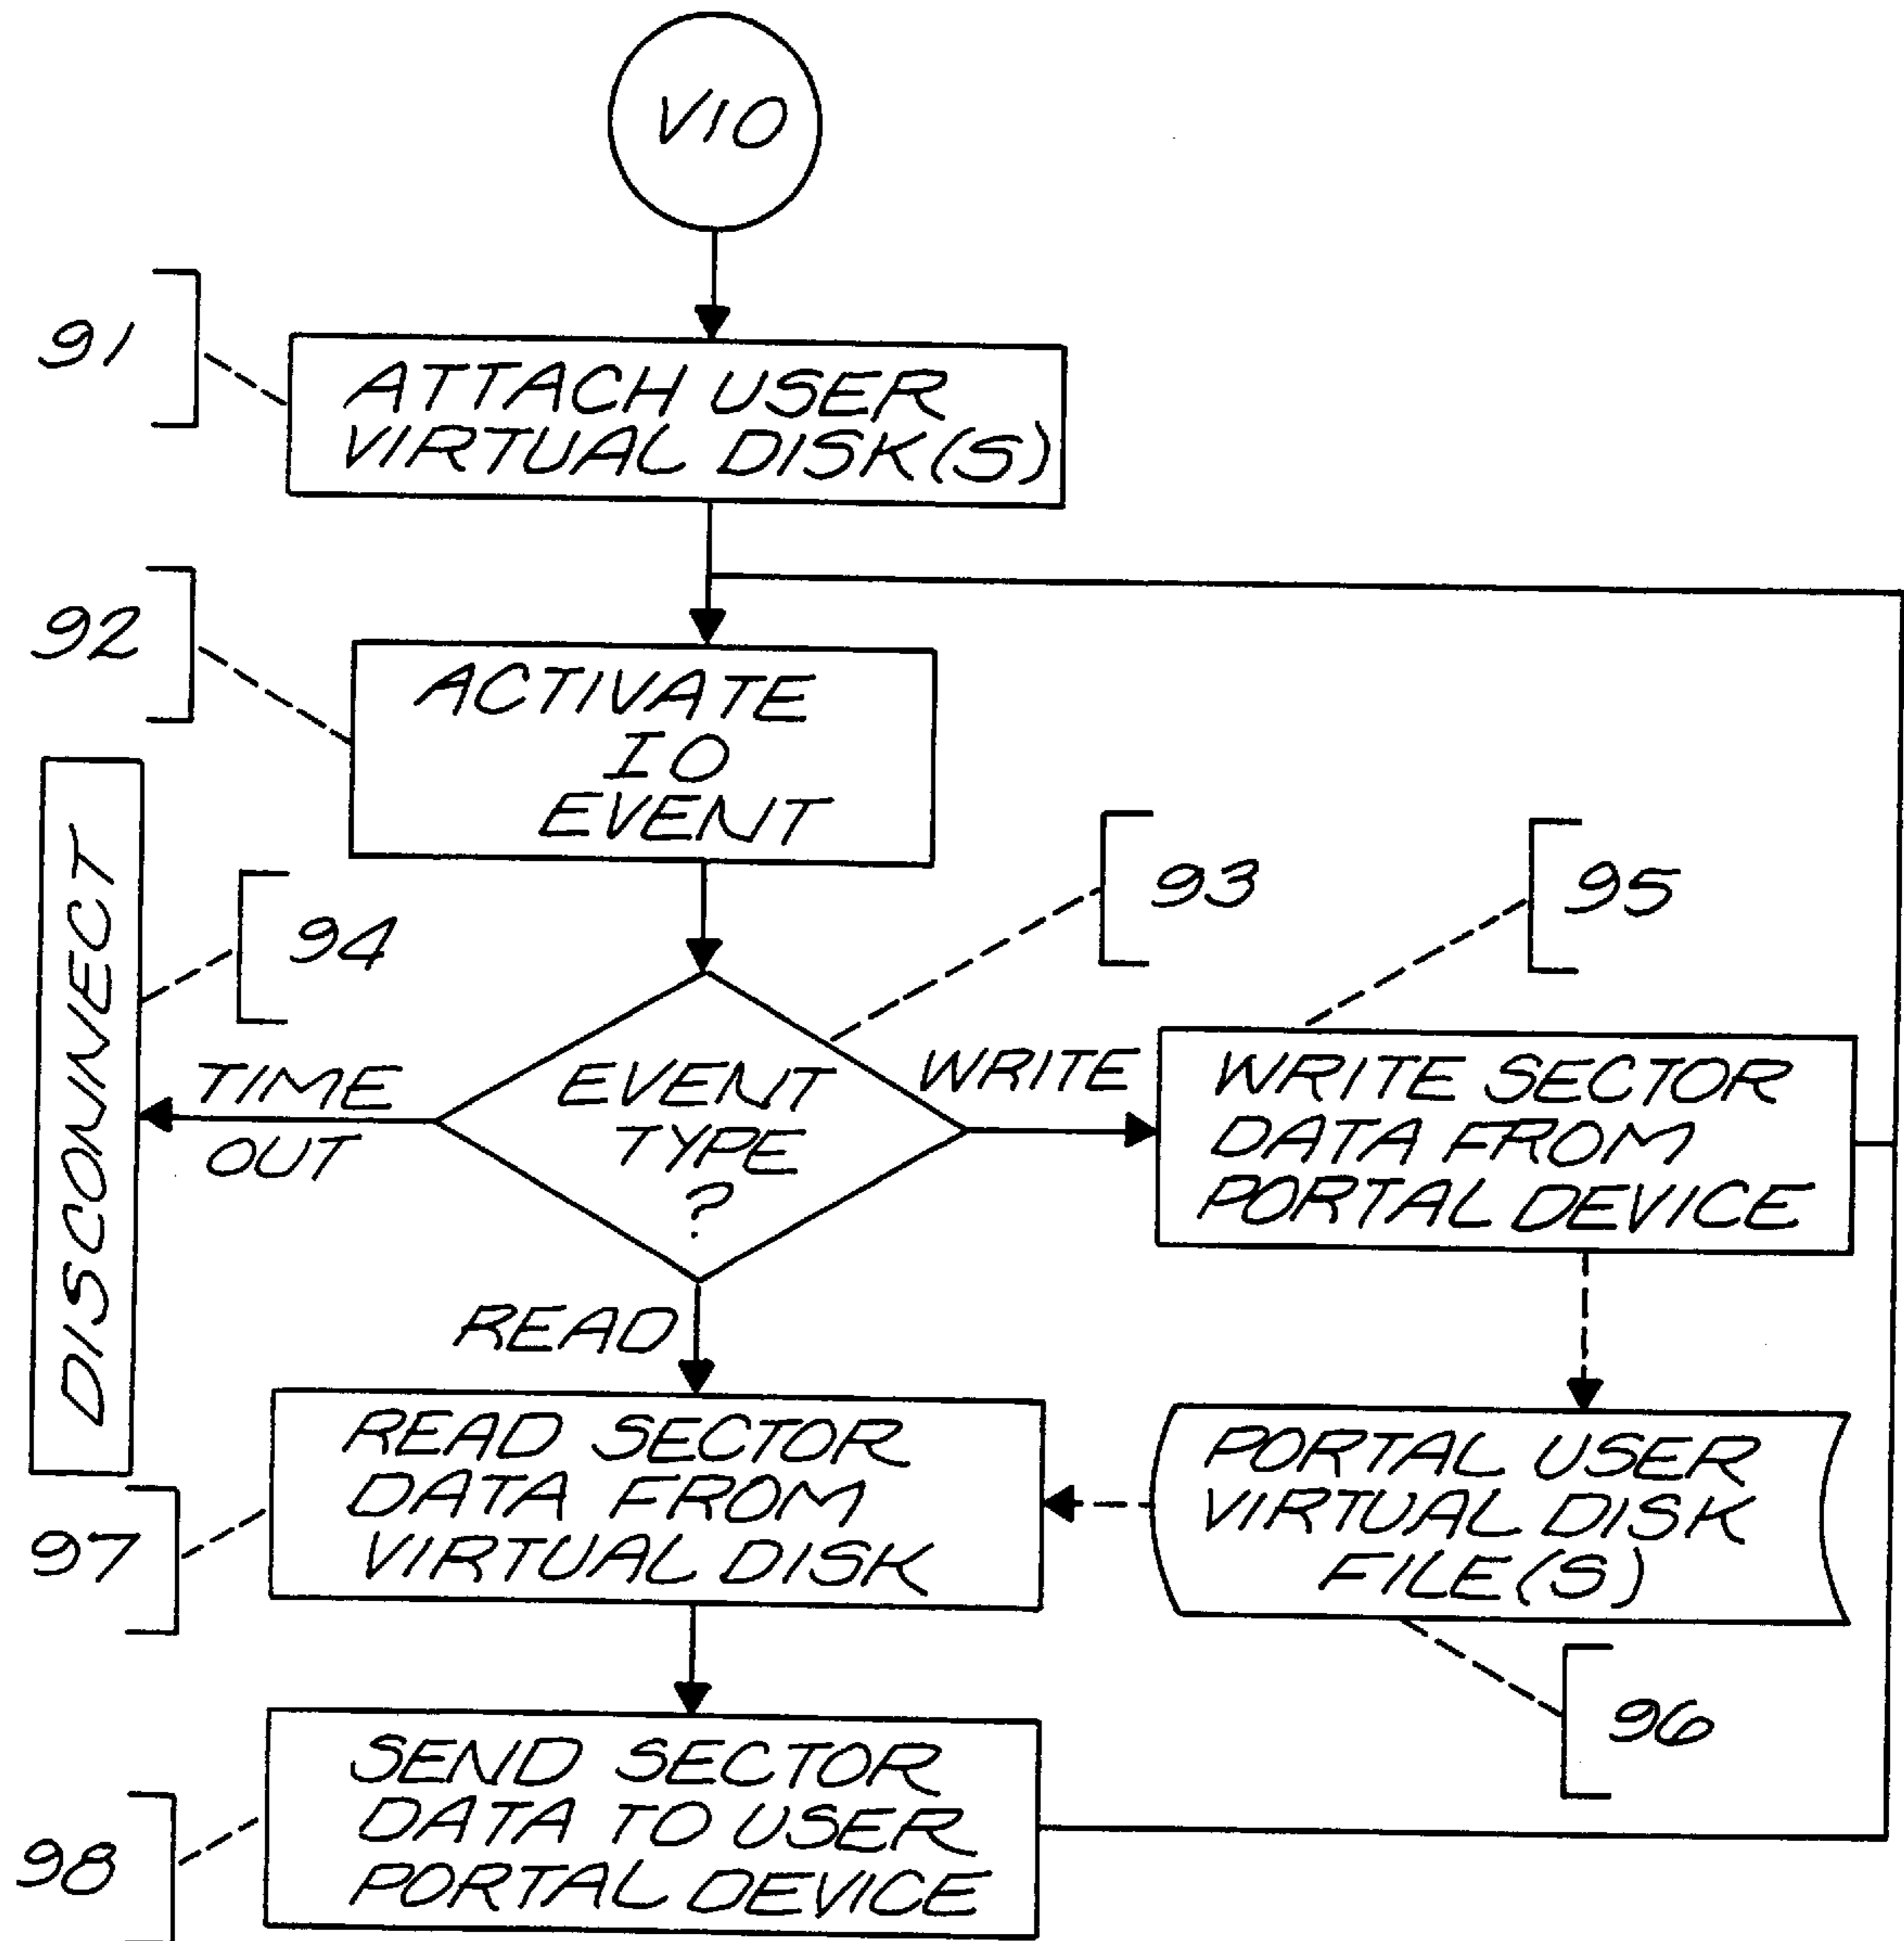 VIO
91
ATTACH USER
VIRTUAL DISK(S)
92
ACTIVATE
IO
EVENT
93
95
94
DISCONNECT
TIME
OUT
EVENT
TYPE
?
WRITE
WRITE SECTOR
DATA FROM
PORTAL DEVICE
READ
READ SECTOR
DATA FROM
VIRTUAL DISK
PORTAL USER
VIRTUAL DISK
FILE(S)
97
96
SEND SECTOR
DATA TO USER
PORTAL DEVICE
98